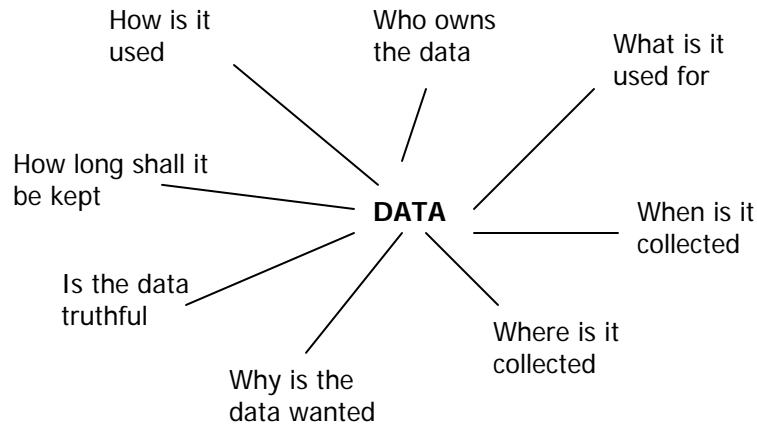 How is it
used
Who owns
the data
What is it
used for
How long shall it
be kept
DATA
When is it
collected
Is the data
truthful
Where is it
collected
Why is the
data wanted